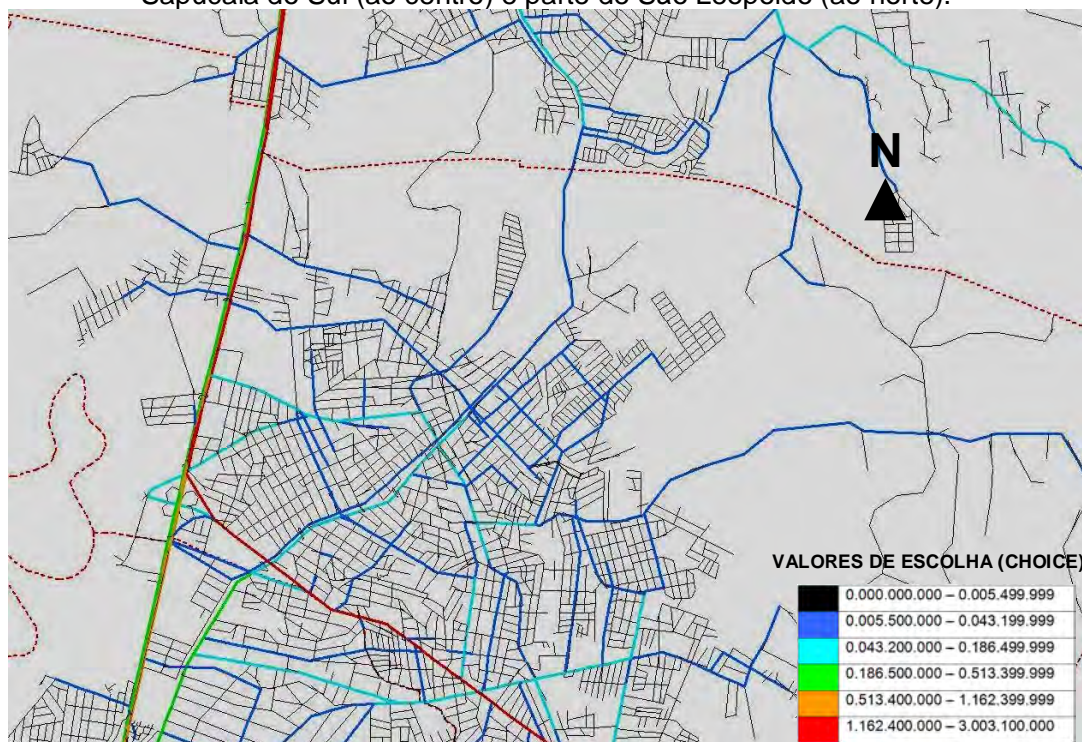 Sapucaia do Sul (ao centro) e parte de São Leopoldo (ao norte).
N
VALORES DE ESCOLHA (CHOICE)
0.000.000.000 – 0.005.499.999
0.005.500.000 – 0.043.199.999
0.043.200.000 – 0.186.499.999
0.186.500.000 – 0.513.399.999
0.513.400.000 – 1.162.399.999
1.162.400.000 – 3.003.100.000